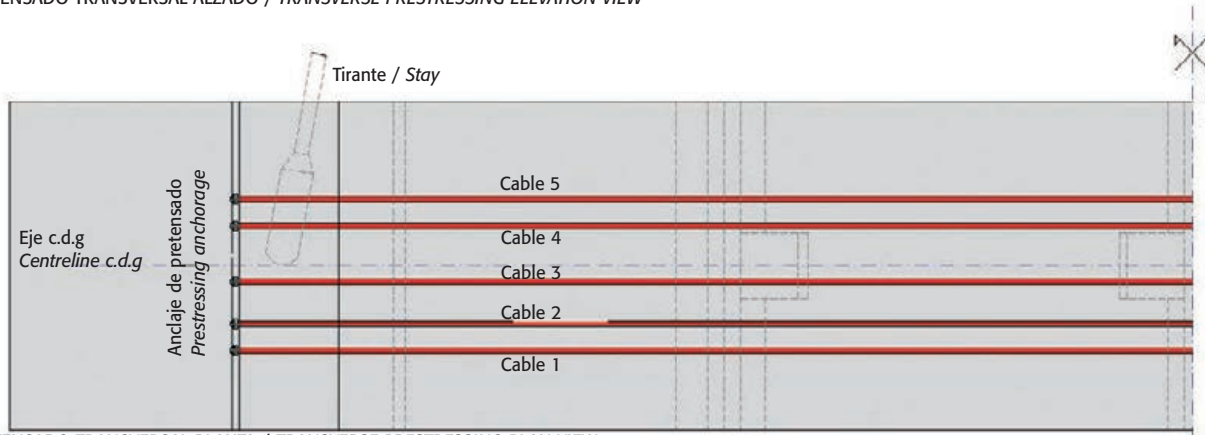 TRANSVERSAL ALZADO / TRANSVERSE PRESTRESSING ELEVATION VIEW
Tirante / Stay
Cable 5
Cable 4
Cable 3
Cable 2
Cable 1
Eje c.d.g
Centreline c.d.g
Anclaje de pretensado
Prestressing anchorage